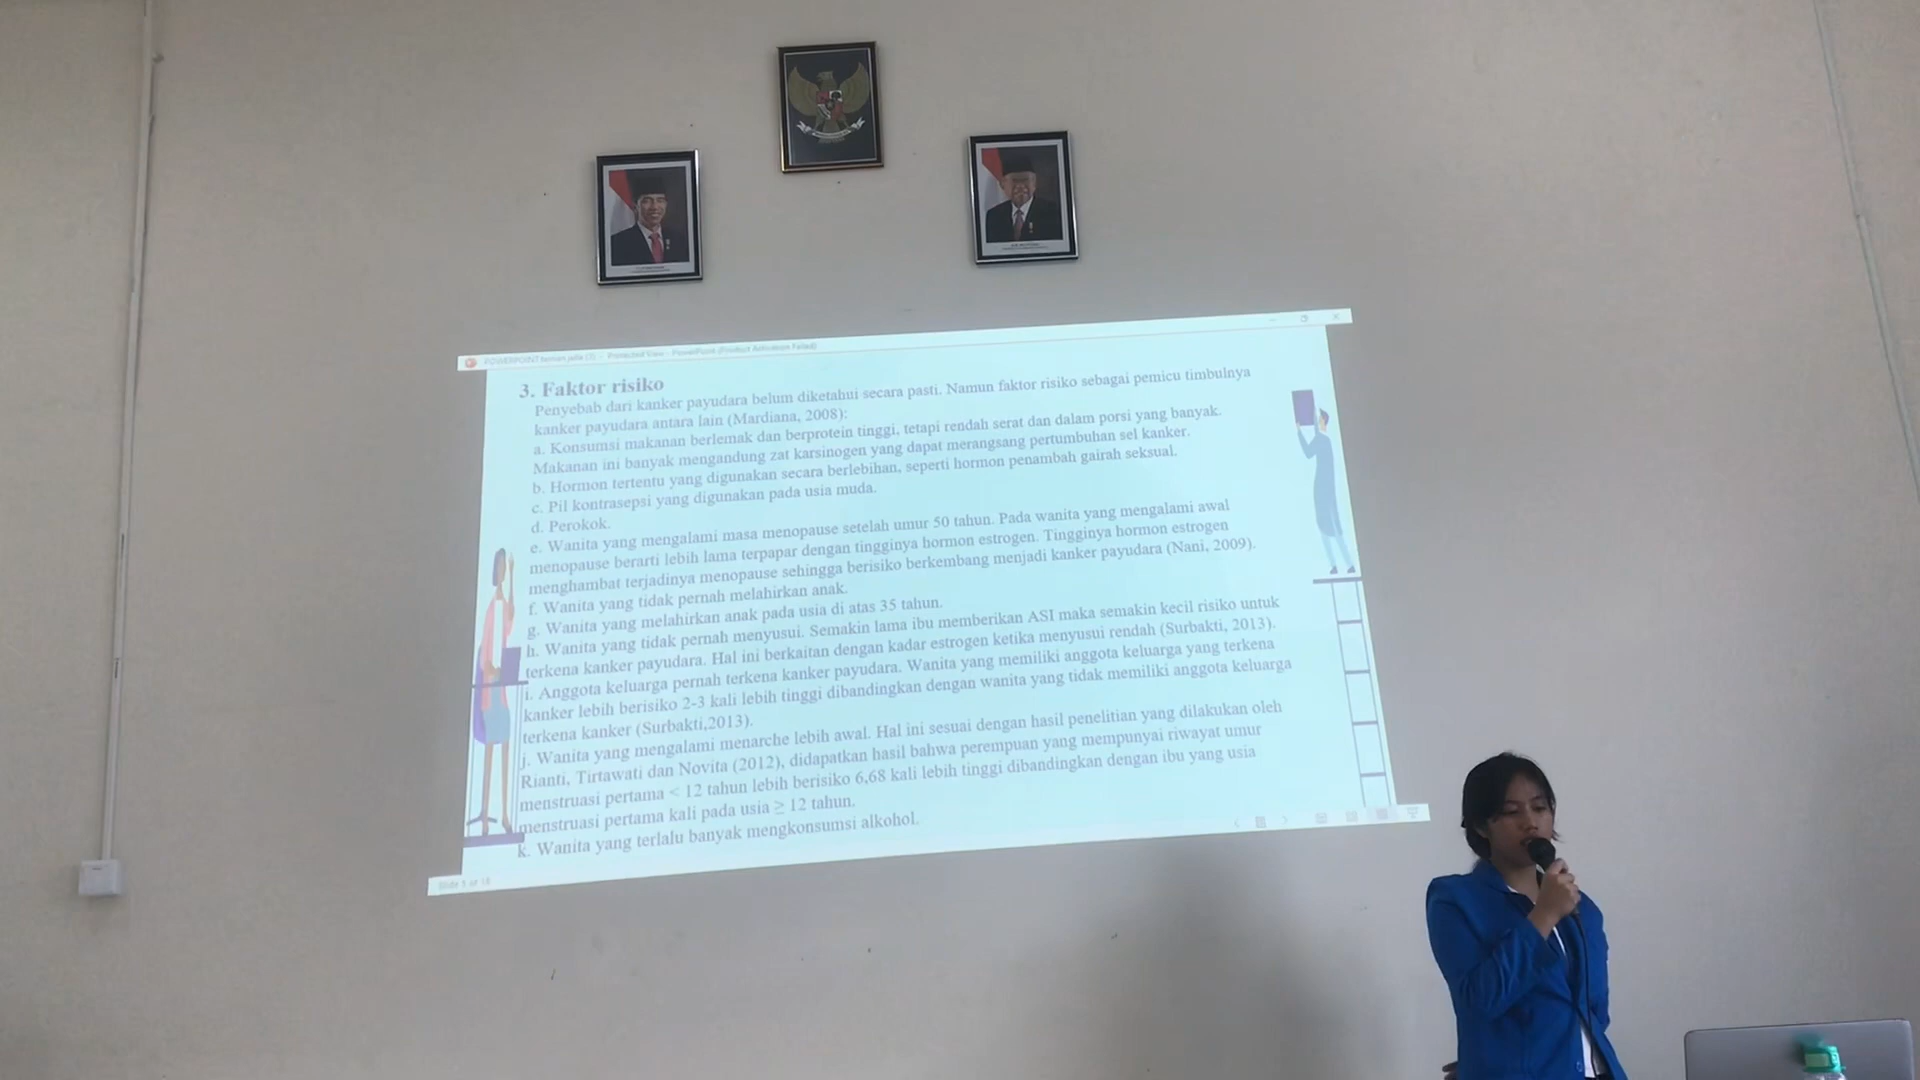 POWERPOINT - Protected View - PowerPoint (Product Activation Failed)
3. Faktor risiko
Penyebab dari kanker payudara belum diketahui secara pasti. Namun faktor risiko sebagai pemicu timbulnya
kanker payudara antara lain (Mardiana, 2008):
a. Konsumsi makanan berlemak dan berprotein tinggi, tetapi rendah serat dan dalam porsi yang banyak.
Makanan ini banyak mengandung zat karsinogen yang dapat merangsang pertumbuhan sel kanker.
b. Hormon tertentu yang digunakan secara berlebihan, seperti hormon penambah gairah seksual.
c. Pil kontrasepsi yang digunakan pada usia muda.
d. Perokok.
e. Wanita yang mengalami masa menopause setelah umur 50 tahun. Pada wanita yang mengalami awal
menopause berarti lebih lama terpapar dengan tingginya hormon estrogen. Tingginya hormon estrogen
menghambat terjadinya menopause sehingga berisiko berkembang menjadi kanker payudara (Nani, 2009).
f. Wanita yang tidak pernah melahirkan anak.
g. Wanita yang melahirkan anak pada usia di atas 35 tahun.
h. Wanita yang tidak pernah menyusui. Semakin lama ibu memberikan ASI maka semakin kecil risiko untuk
terkena kanker payudara. Hal ini berkaitan dengan kadar estrogen ketika menyusui rendah (Surbakti, 2013).
i. Anggota keluarga pernah terkena kanker payudara. Wanita yang memiliki anggota keluarga yang terkena
kanker lebih berisiko 2-3 kali lebih tinggi dibandingkan dengan wanita yang tidak memiliki anggota keluarga
terkena kanker (Surbakti,2013).
j. Wanita yang mengalami menarche lebih awal. Hal ini sesuai dengan hasil penelitian yang dilakukan oleh
Rianti, Tirtawati dan Novita (2012), didapatkan hasil bahwa perempuan yang mempunyai riwayat umur
menstruasi pertama < 12 tahun lebih berisiko 6,68 kali lebih tinggi dibandingkan dengan ibu yang usia
menstruasi pertama kali pada usia ≥ 12 tahun.
k. Wanita yang terlalu banyak mengkonsumsi alkohol.